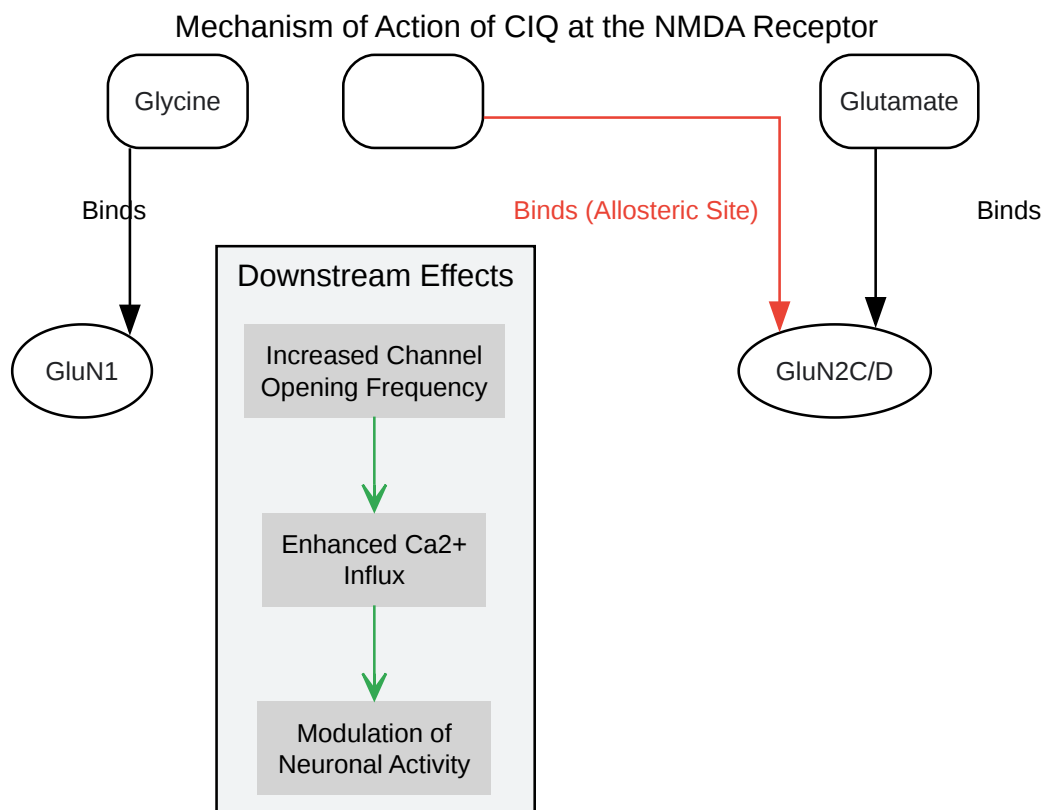 Mechanism of Action of CIQ at the NMDA Receptor
Glycine
Glutamate
Binds
Binds (Allosteric Site)
Binds
Downstream Effects
Increased Channel
Opening Frequency
GluN1
GluN2C/D
Enhanced Ca2+
Influx
Modulation of
Neuronal Activity